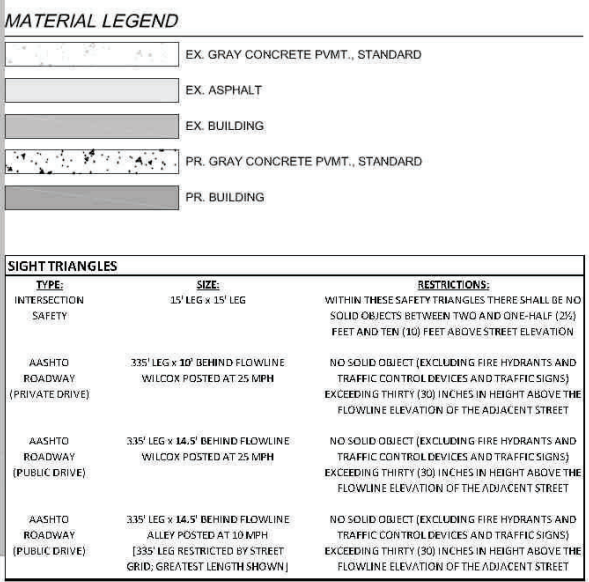 MATERIAL LEGEND
EX. GRAY CONCRETE PVMT., STANDARD
EX. ASPHALT
EX. BUILDING
PR. GRAY CONCRETE PVMT., STANDARD
PR. BUILDING
SIGHT TRIANGLES
TYPE: SIZE: RESTRICTIONS:
INTERSECTION 15' LEG x 15' LEG WITHIN THESE SAFETY TRIANGLES THERE SHALL BE NO
SAFETY SOLID OBJECTS BETWEEN TWO AND ONE-HALF (2½)
FEET AND TEN (10) FEET ABOVE STREET ELEVATION
AASHTO 335' LEG x 10' BEHIND FLOWLINE NO SOLID OBJECT (EXCLUDING FIRE HYDRANTS AND
ROADWAY WILCOX POSTED AT 25 MPH TRAFFIC CONTROL DEVICES AND TRAFFIC SIGNS)
(PRIVATE DRIVE) EXCEEDING THIRTY (30) INCHES IN HEIGHT ABOVE THE
FLOWLINE ELEVATION OF THE ADJACENT STREET
AASHTO 335' LEG x 14.5' BEHIND FLOWLINE NO SOLID OBJECT (EXCLUDING FIRE HYDRANTS AND
ROADWAY WILCOX POSTED AT 25 MPH TRAFFIC CONTROL DEVICES AND TRAFFIC SIGNS)
(PUBLIC DRIVE) EXCEEDING THIRTY (30) INCHES IN HEIGHT ABOVE THE
FLOWLINE ELEVATION OF THE ADJACENT STREET
AASHTO 335' LEG x 14.5' BEHIND FLOWLINE NO SOLID OBJECT (EXCLUDING FIRE HYDRANTS AND
ROADWAY ALLEY POSTED AT 10 MPH TRAFFIC CONTROL DEVICES AND TRAFFIC SIGNS)
(PUBLIC DRIVE) [335' LEG RESTRICTED BY STREET EXCEEDING THIRTY (30) INCHES IN HEIGHT ABOVE THE
GRID; GREATEST LENGTH SHOWN] FLOWLINE ELEVATION OF THE ADJACENT STREET